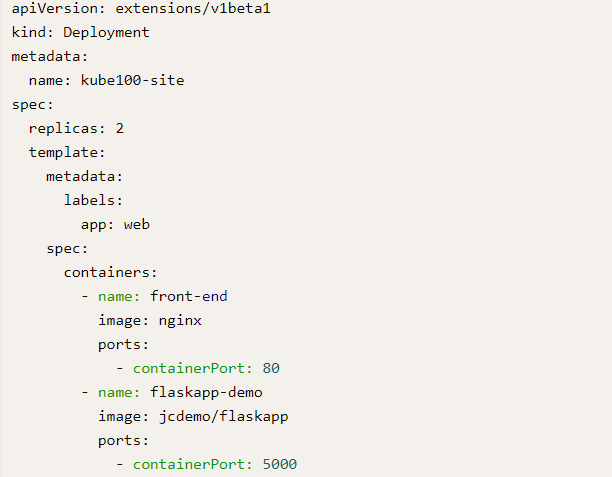 apiVersion: extensions/v1beta1
kind: Deployment
metadata:
  name: kube100-site
spec:
  replicas: 2
  template:
    metadata:
      labels:
        app: web
    spec:
      containers:
        - name: front-end
          image: nginx
          ports:
            - containerPort: 80
        - name: flaskapp-demo
          image: jcdemo/flaskapp
          ports:
            - containerPort: 5000